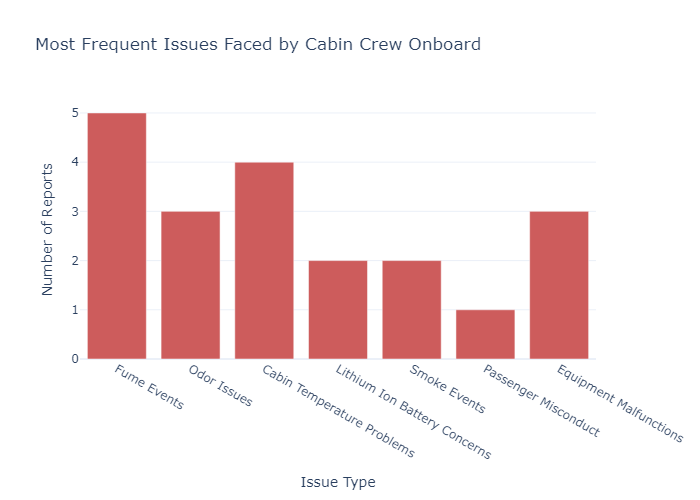 Most Frequent Issues Faced by Cabin Crew Onboard
Number of Reports
5
4
3
2
1
0
Fume Events
Odor Issues
Cabin Temperature Problems
Lithium Ion Battery Concerns
Smoke Events
Passenger Misconduct
Equipment Malfunctions
Issue Type